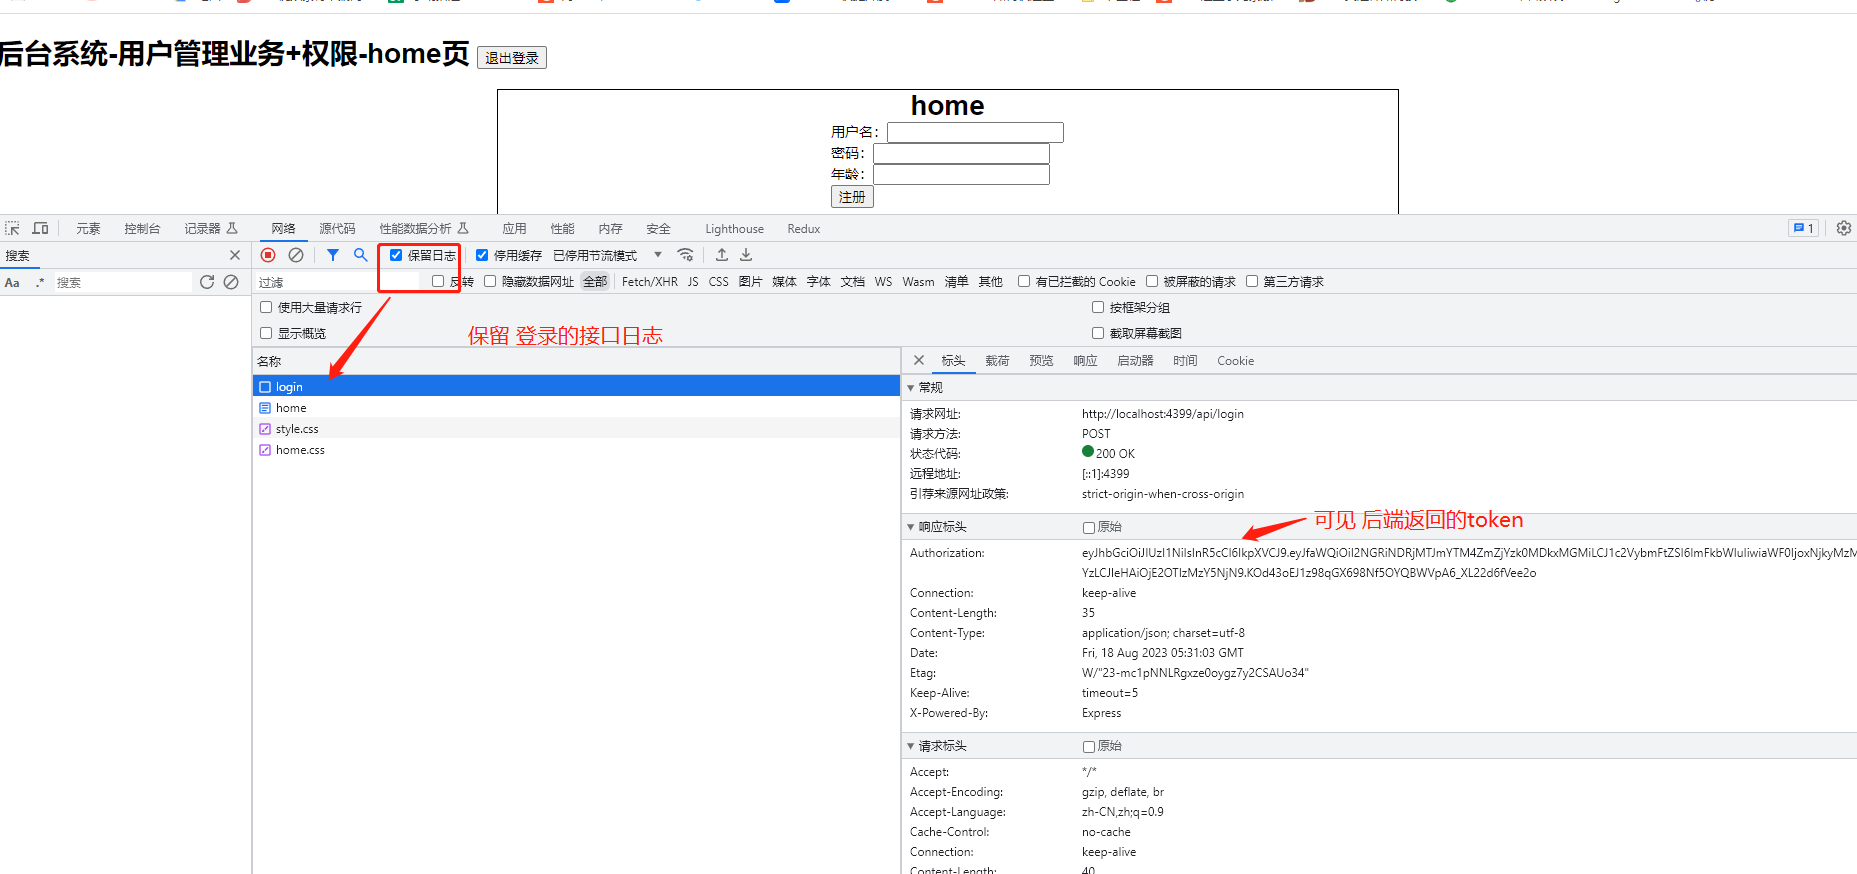 后台系统-用户管理业务+权限-home页 退出登录
home
用户名：
密码：
年龄：
注册
元素 控制台 记录器 网络 源代码 性能数据分析 应用 性能 内存 安全 Lighthouse Redux 1
搜索 保留日志 停用缓存 已停用节流模式
Aa .* 搜索 过滤 反转 隐藏数据网址 全部 Fetch/XHR JS CSS 图片 媒体 字体 文档 WS Wasm 清单 其他 有已拦截的 Cookie 被屏蔽的请求 第三方请求
使用大量请求行 按框架分组
显示概览 截取屏幕截图
保留 登录的接口日志
名称 标头 载荷 预览 响应 启动器 时间 Cookie
login
home
style.css
home.css
常规
请求网址: http://localhost:4399/api/login
请求方法: POST
状态代码: 200 OK
远程地址: [::1]:4399
引荐来源网址政策: strict-origin-when-cross-origin
可见 后端返回的token
响应标头 原始
Authorization:
Connection: keep-alive
Content-Length: 35
Content-Type: application/json; charset=utf-8
Date: Fri, 18 Aug 2023 05:31:03 GMT
Etag: W/"23-mc1pNNLRgxze0oygz7y2CSAUo34"
Keep-Alive: timeout=5
X-Powered-By: Express
请求标头 原始
Accept: */*
Accept-Encoding: gzip, deflate, br
Accept-Language: zh-CN,zh;q=0.9
Cache-Control: no-cache
Connection: keep-alive
Content-Length: 40